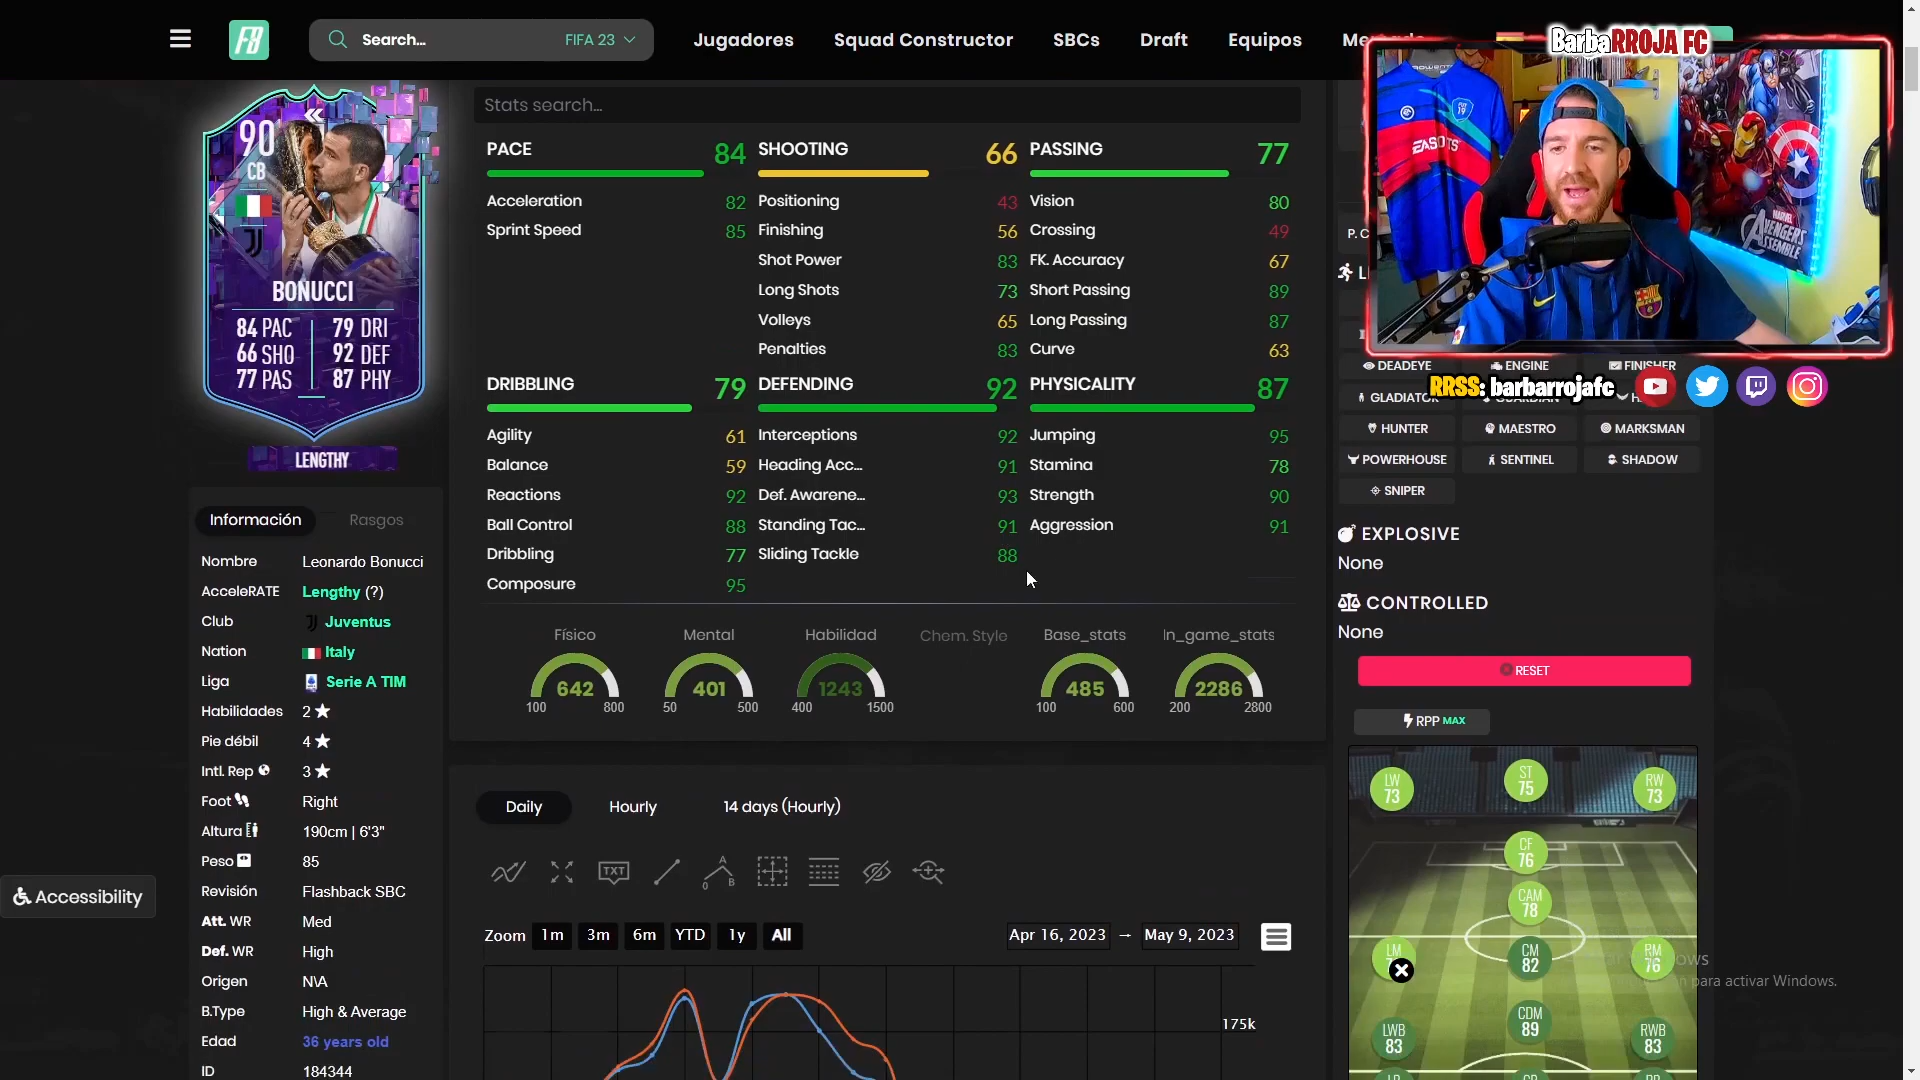 Search...
FIFA 23
Jugadores
Squad Constructor
SBCs
Draft
Equipos
BarbaRROJA FC
Stats search...
90
CB
BONUCCI
84 PAC
79 DRI
66 SHO
92 DEF
77 PAS
87 PHY
LENGTHY
PACE 84
Acceleration 82
Sprint Speed 85
SHOOTING 66
Positioning 43
Finishing 56
Shot Power 83
Long Shots 73
Volleys 65
Penalties 83
PASSING 77
Vision 80
Crossing 49
FK. Accuracy 67
Short Passing 89
Long Passing 87
Curve 63
DRIBBLING 79
Agility 61
Balance 59
Reactions 92
Ball Control 88
Dribbling 77
Composure 95
DEFENDING 92
Interceptions 92
Heading Acc... 91
Def. Awarene... 93
Standing Tac... 91
Sliding Tackle 88
PHYSICALITY 87
Jumping 95
Stamina 78
Strength 90
Aggression 91
Físico
642
100 800
Mental
401
50 500
Habilidad
1243
400 1500
Chem. Style
Base_stats
485
100 600
In_game_stats
2286
200 2800
Información
Rasgos
Nombre Leonardo Bonucci
AcceleRATE Lengthy (?)
Club Juventus
Nation Italy
Liga Serie A TIM
Habilidades 2
Pie débil 4
Intl. Rep 3
Foot Right
Altura 190cm | 6'3"
Peso 85
Revisión Flashback SBC
Att. WR Med
Def. WR High
Origen N\A
B.Type High & Average
Edad 36 years old
ID 184344
Accessibility
Daily
Hourly
14 days (Hourly)
TXT
Zoom 1m 3m 6m YTD 1y All
Apr 16, 2023 → May 9, 2023
175k
EA SPORTS
MARVEL
AVENGERS
ASSEMBLE
RRSS: barbarrojafc
DEADEYE
ENGINE
FINISHER
GLADIATOR
GUARDIAN
HUNTER
MAESTRO
MARKSMAN
POWERHOUSE
SENTINEL
SHADOW
SNIPER
EXPLOSIVE
None
CONTROLLED
None
RESET
RPP MAX
LW
73
ST
75
RW
73
CF
76
CAM
78
LM
CM
82
RM
76
LWB
83
CDM
89
RWB
83
para activar Windows.